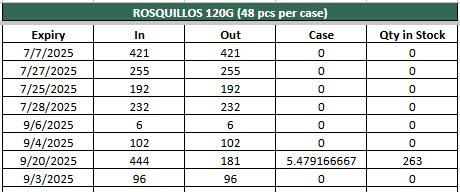 ROSQUILLOS 120G (48 pcs per case)
Expiry In Out Case Qty in Stock
7/7/2025 421 421 0 0
7/27/2025 255 255 0 0
7/25/2025 192 192 0 0
7/28/2025 232 232 0 0
9/6/2025 6 6 0 0
9/4/2025 102 102 0 0
9/20/2025 444 181 5.479166667 263
9/3/2025 96 96 0 0